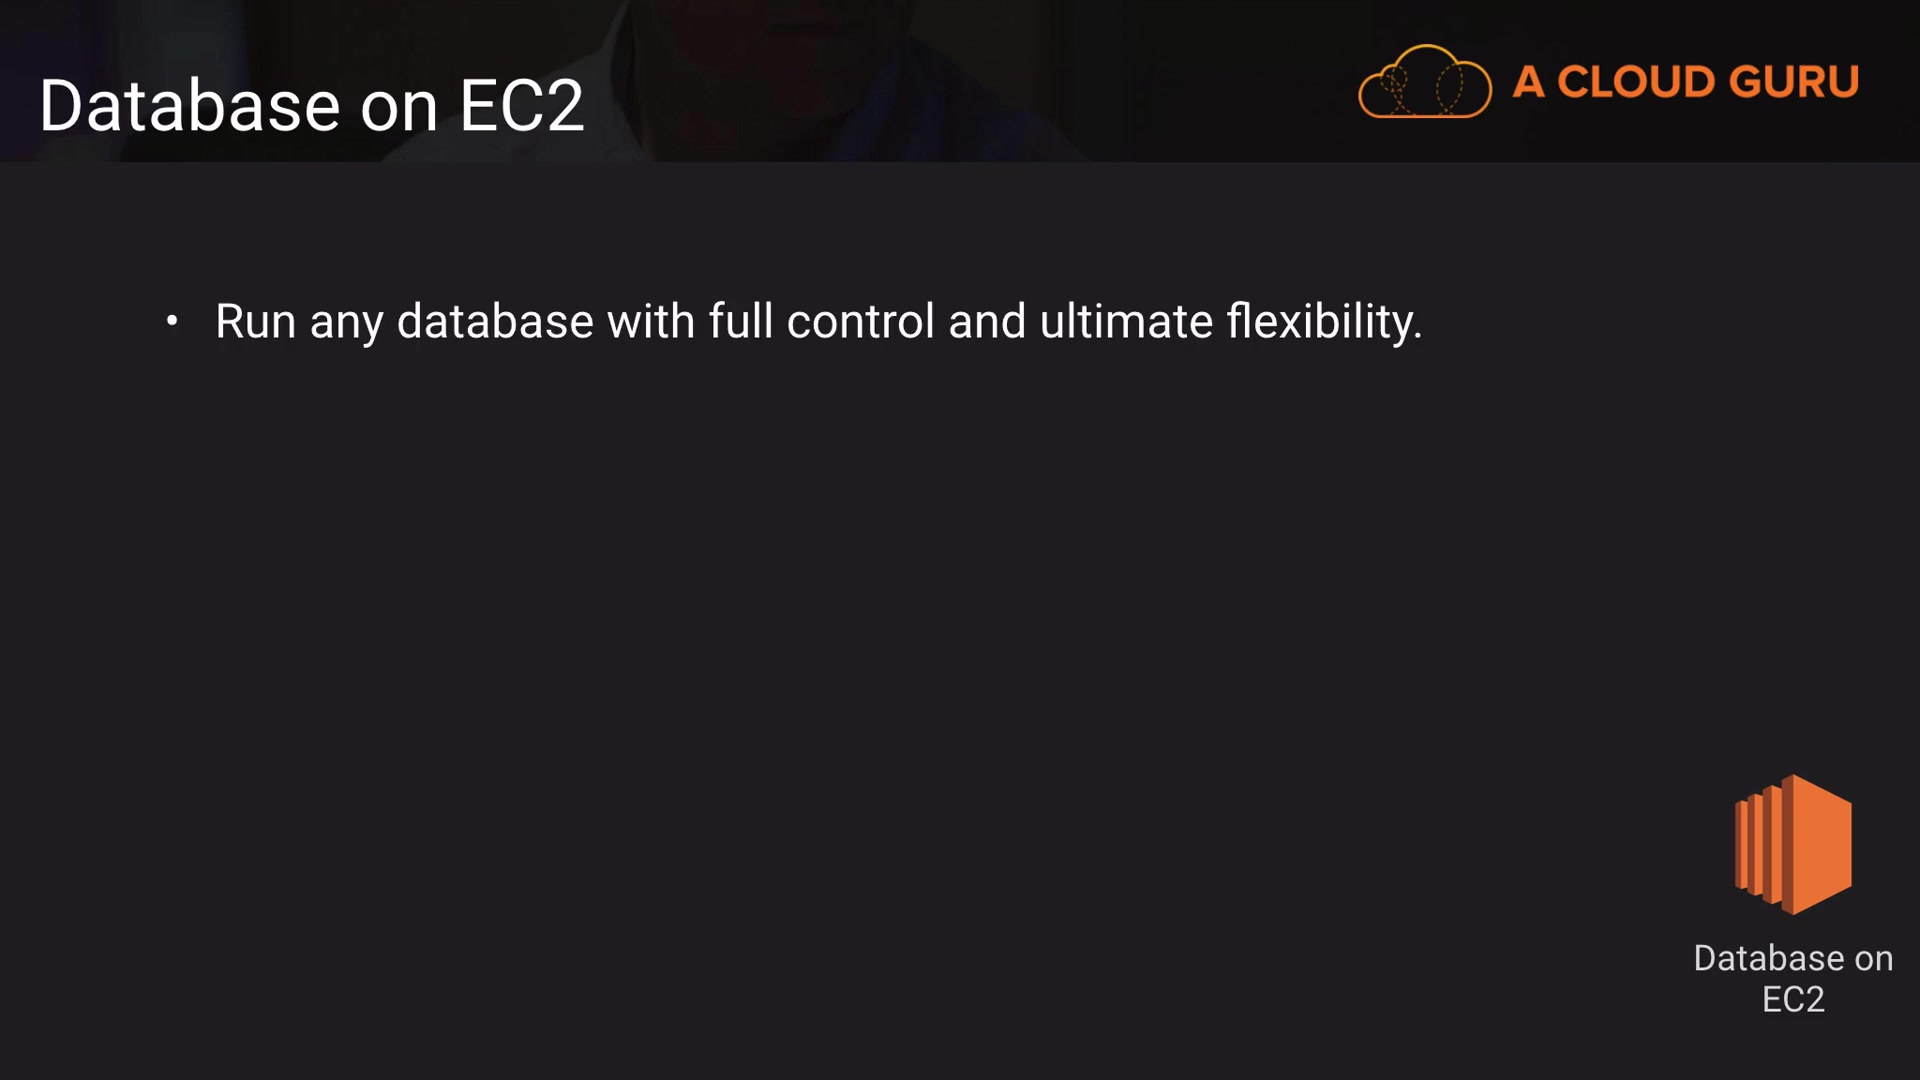 Database on EC2
A CLOUD GURU
• Run any database with full control and ultimate flexibility.
Database on
EC2